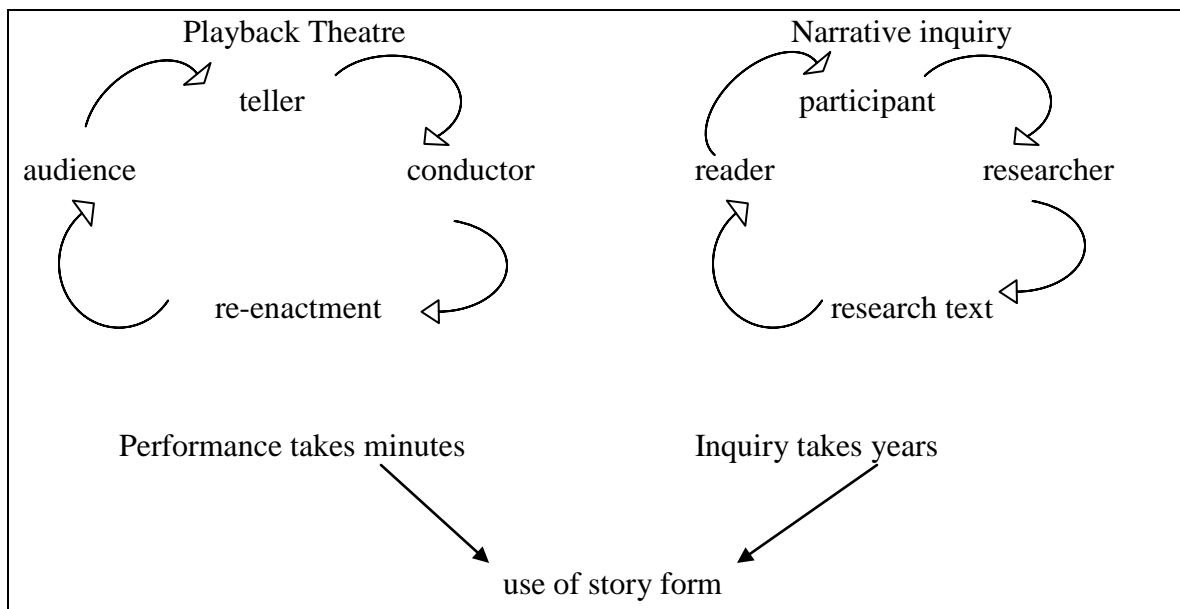 Playback Theatre
teller
audience
conductor
re-enactment
Narrative inquiry
participant
reader
researcher
research text
Performance takes minutes
Inquiry takes years
use of story form